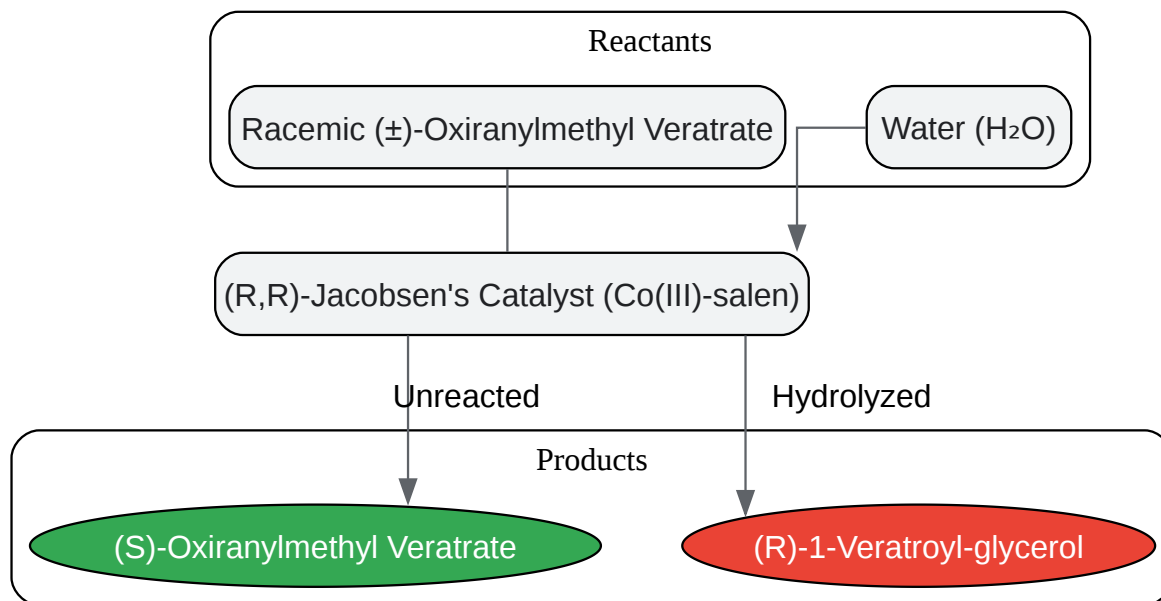 Reactants
Racemic (±)-Oxiranylmethyl Veratrate
Water (H₂O)
(R,R)-Jacobsen's Catalyst (Co(III)-salen)
Unreacted
Hydrolyzed
Products
(S)-Oxiranylmethyl Veratrate
(R)-1-Veratroyl-glycerol